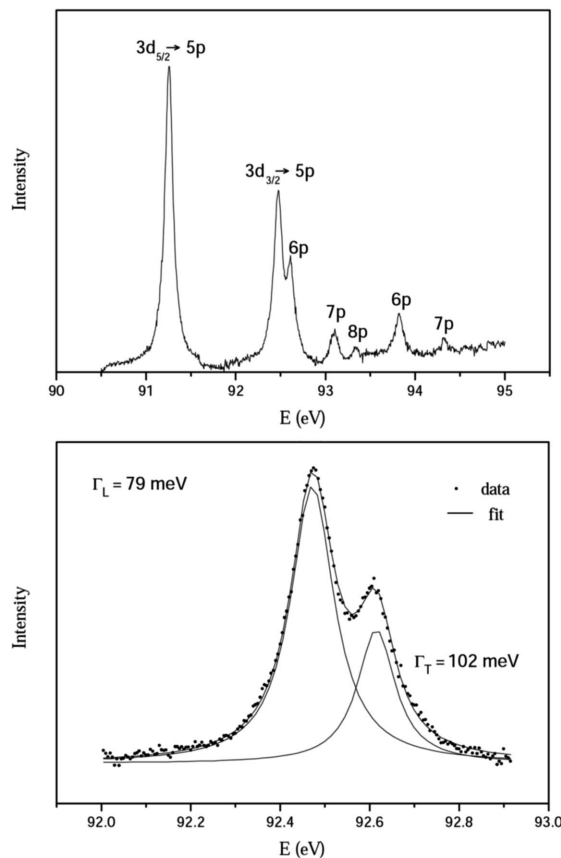 3d5/2 → 5p
3d3/2 → 5p
6p
7p
8p
6p
7p
Intensity
90 91 92 93 94 95
E (eV)
ΓL = 79 meV
data
fit
ΓT = 102 meV
Intensity
92.0 92.2 92.4 92.6 92.8 93.0
E (eV)